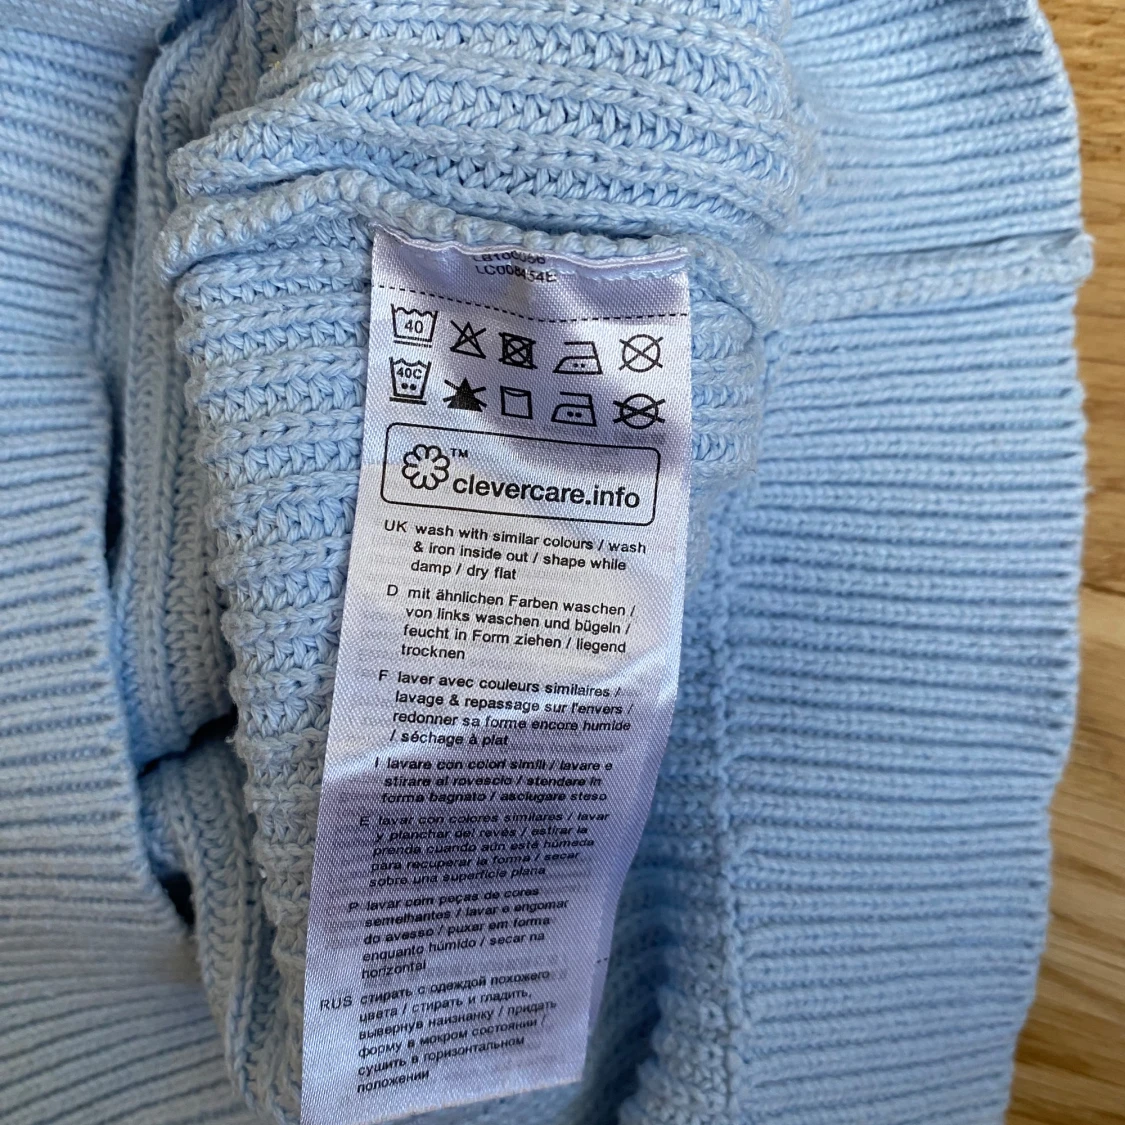 40
40C
TM
clevercare.info
UK wash with similar colours / wash
& iron inside out / shape while
damp / dry flat
D mit ähnlichen Farben waschen /
von links waschen und bügeln /
feucht in Form ziehen / liegend
trocknen
F laver avec couleurs similaires /
lavage & repassage sur l'envers /
redonner sa forme encore humide
/ séchage à plat
I lavare con colori simili / lavare e
stirare al rovescio / stendere in
forma bagnato / asciugare steso
E lavar con colores similares / lavar
y planchar del revés / estirar la
prenda cuando aún esté húmeda
para recuperar la forma / secar
sobre una superficie plana
P lavar com peças de cores
semelhantes / lavar e engomar
do avesso / puxar em forma
enquanto húmido / secar na
horizontal
RUS стирать с одеждой похожего
цвета / стирать и гладить,
вывернув наизнанку / придать
форму в мокром состоянии /
сушить в горизонтальном
положении